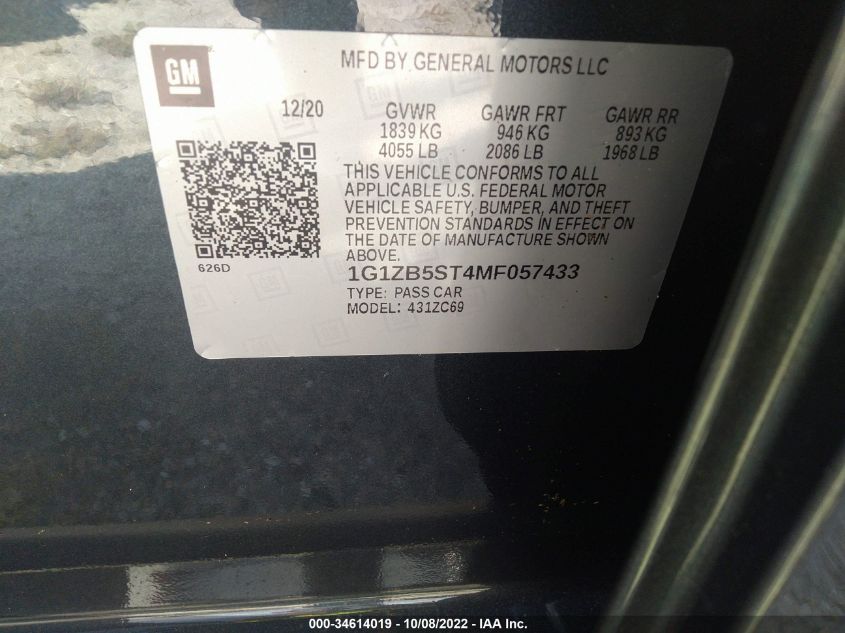 GM
MFD BY GENERAL MOTORS LLC
12/20 GVWR GAWR FRT GAWR RR
1839 KG 946 KG 893 KG
4055 LB 2086 LB 1968 LB
THIS VEHICLE CONFORMS TO ALL
APPLICABLE U.S. FEDERAL MOTOR
VEHICLE SAFETY, BUMPER, AND THEFT
PREVENTION STANDARDS IN EFFECT ON
THE DATE OF MANUFACTURE SHOWN
ABOVE.
626D
1G1ZB5ST4MF057433
TYPE: PASS CAR
MODEL: 431ZC69
000-34614019 - 10/08/2022 - IAA Inc.